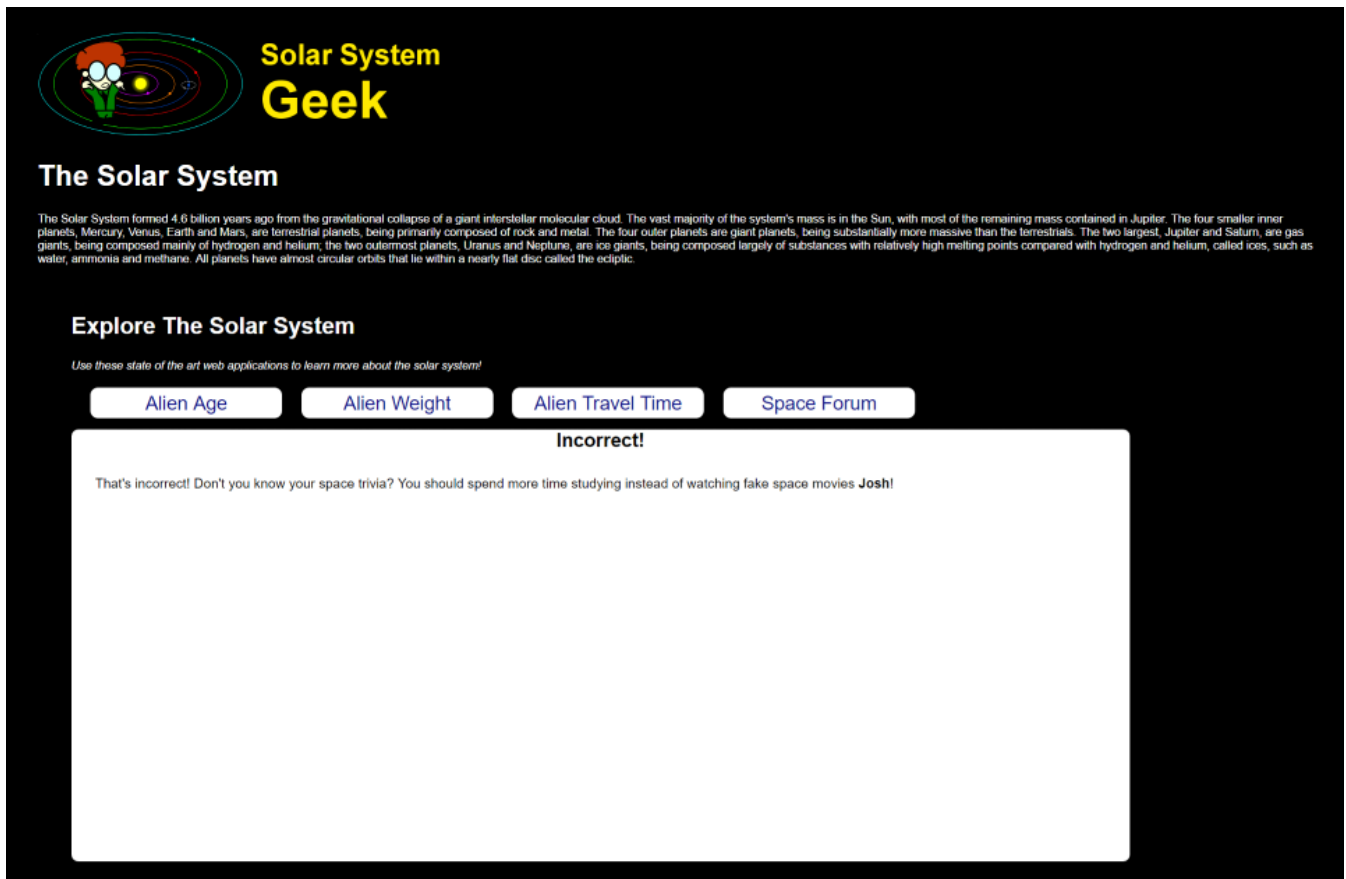 Solar System
Geek
The Solar System
The Solar System formed 4.6 billion years ago from the gravitational collapse of a giant interstellar molecular cloud. The vast majority of the system's mass is in the Sun, with most of the remaining mass contained in Jupiter. The four smaller inner
planets, Mercury, Venus, Earth and Mars, are terrestrial planets, being primarily composed of rock and metal. The four outer planets are giant planets, being substantially more massive than the terrestrials. The two largest, Jupiter and Saturn, are gas
giants, being composed mainly of hydrogen and helium; the two outermost planets, Uranus and Neptune, are ice giants, being composed largely of substances with relatively high melting points compared with hydrogen and helium, called ices, such as
water, ammonia and methane. All planets have almost circular orbits that lie within a nearly flat disc called the ecliptic.
Explore The Solar System
Use these state of the art web applications to learn more about the solar system!
Alien Age Alien Weight Alien Travel Time Space Forum
Incorrect!
That's incorrect! Don't you know your space trivia? You should spend more time studying instead of watching fake space movies Josh!